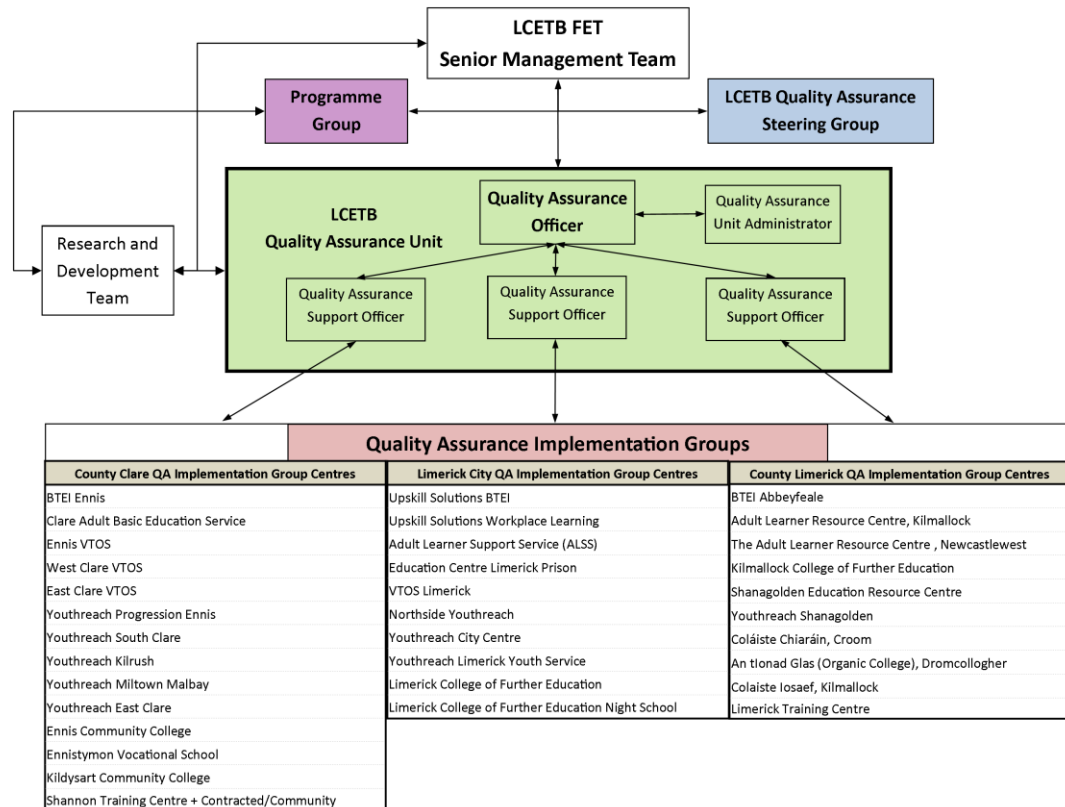 LCETB FET
Senior Management Team
Programme
Group
LCETB Quality Assurance
Steering Group
LCETB
Quality Assurance Unit
Quality Assurance
Officer
Quality Assurance
Unit Administrator
Research and
Development
Team
Quality Assurance
Support Officer
Quality Assurance
Support Officer
Quality Assurance
Support Officer
Quality Assurance Implementation Groups
County Clare QA Implementation Group Centres
BTEI Ennis
Clare Adult Basic Education Service
Ennis VTOS
West Clare VTOS
East Clare VTOS
Youthreach Progression Ennis
Youthreach South Clare
Youthreach Kilrush
Youthreach Miltown Malbay
Youthreach East Clare
Ennis Community College
Ennistymon Vocational School
Kildysart Community College
Shannon Training Centre + Contracted/Community
Limerick City QA Implementation Group Centres
Upskill Solutions BTEI
Upskill Solutions Workplace Learning
Adult Learner Support Service (ALSS)
Education Centre Limerick Prison
VTOS Limerick
Northside Youthreach
Youthreach City Centre
Youthreach Limerick Youth Service
Limerick College of Further Education
Limerick College of Further Education Night School
County Limerick QA Implementation Group Centres
BTEI Abbeyfeale
Adult Learner Resource Centre, Kilmallock
The Adult Learner Resource Centre , Newcastlewest
Kilmallock College of Further Education
Shanagolden Education Resource Centre
Youthreach Shanagolden
Coláiste Chiaráin, Croom
An tIonad Glas (Organic College), Dromcollogher
Colaiste Iosaef, Kilmallock
Limerick Training Centre